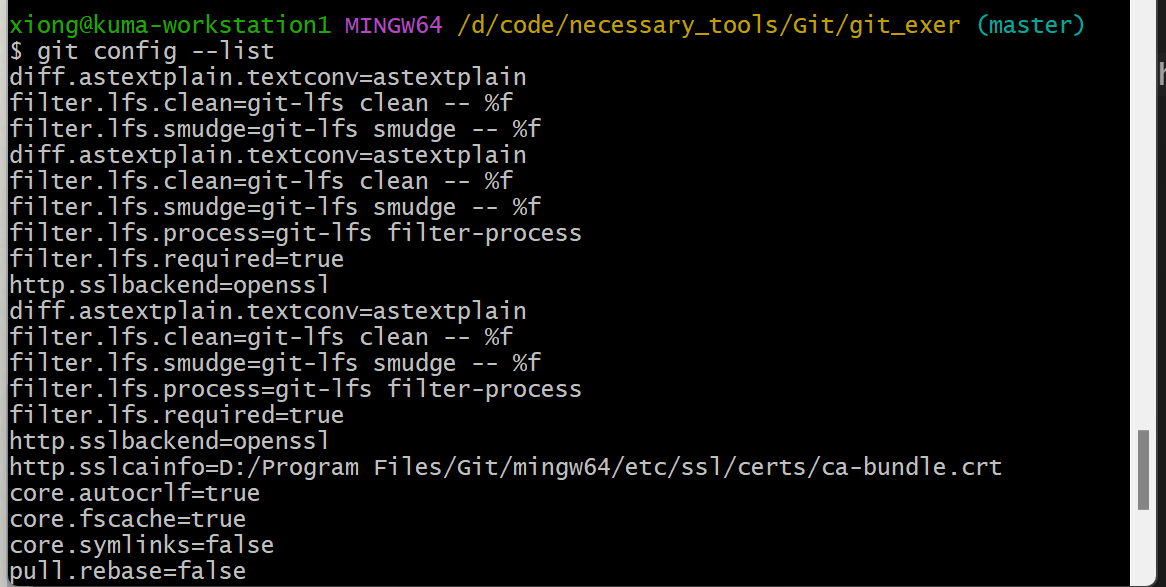 xiong@kuma-workstation1 MINGW64 /d/code/necessary_tools/Git/git_exer (master)
$ git config --list
diff.astextplain.textconv=astextplain
filter.lfs.clean=git-lfs clean -- %f
filter.lfs.smudge=git-lfs smudge -- %f
diff.astextplain.textconv=astextplain
filter.lfs.clean=git-lfs clean -- %f
filter.lfs.smudge=git-lfs smudge -- %f
filter.lfs.process=git-lfs filter-process
filter.lfs.required=true
http.sslbackend=openssl
diff.astextplain.textconv=astextplain
filter.lfs.clean=git-lfs clean -- %f
filter.lfs.smudge=git-lfs smudge -- %f
filter.lfs.process=git-lfs filter-process
filter.lfs.required=true
http.sslbackend=openssl
http.sslcainfo=D:/Program Files/Git/mingw64/etc/ssl/certs/ca-bundle.crt
core.autocrlf=true
core.fscache=true
core.symlinks=false
pull.rebase=false